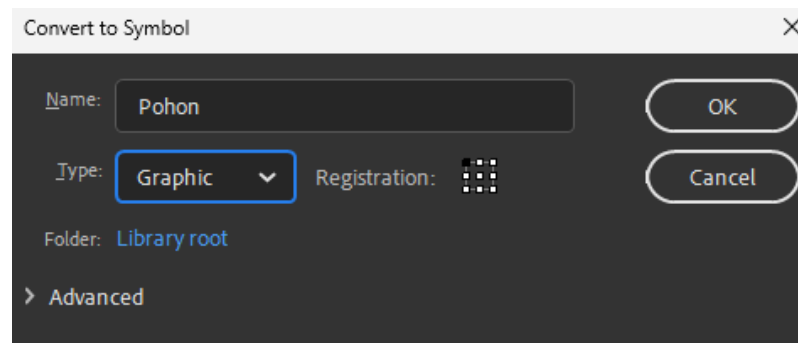 Convert to Symbol
Name: Pohon OK
Type: Graphic Registration: Cancel
Folder: Library root
Advanced